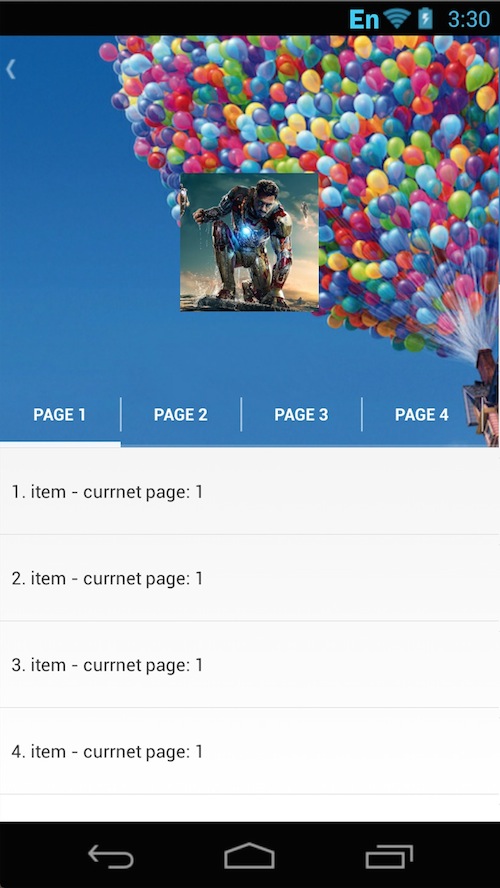 En 3:30
PAGE 1 PAGE 2 PAGE 3 PAGE 4
1. item - currnet page: 1
2. item - currnet page: 1
3. item - currnet page: 1
4. item - currnet page: 1